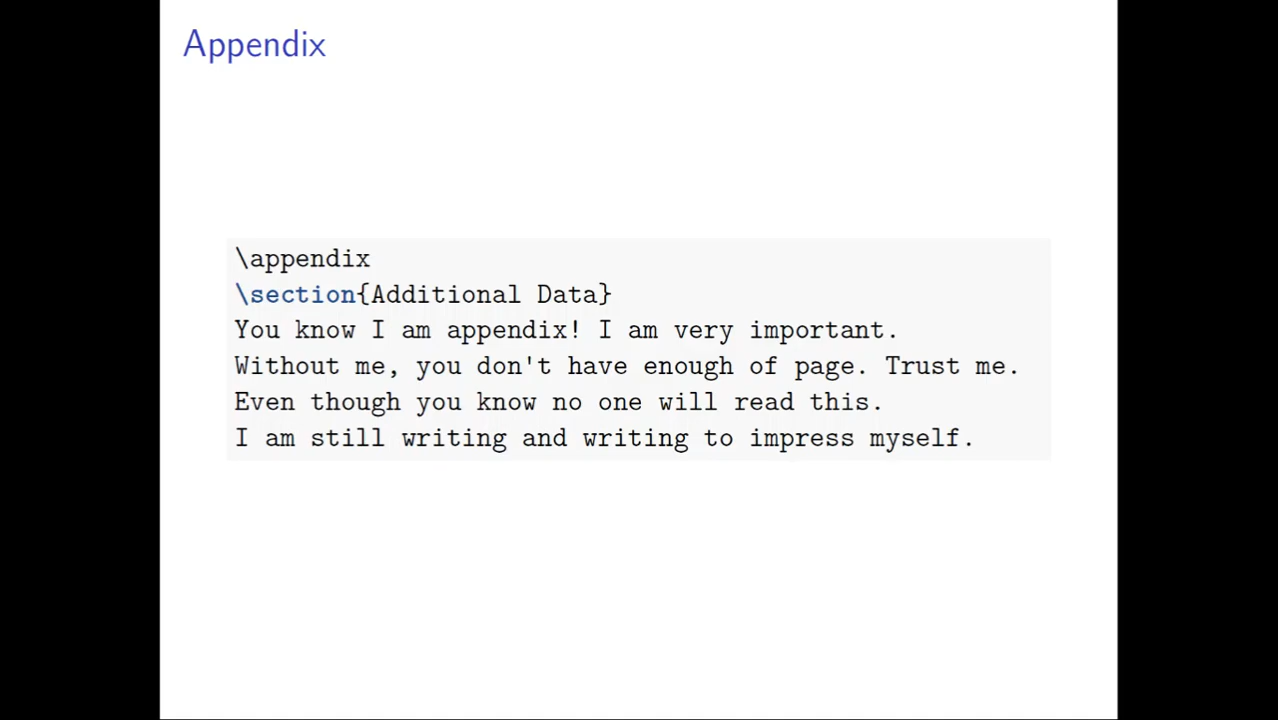 Appendix
\appendix
\section{Additional Data}
You know I am appendix! I am very important.
Without me, you don't have enough of page. Trust me.
Even though you know no one will read this.
I am still writing and writing to impress myself.